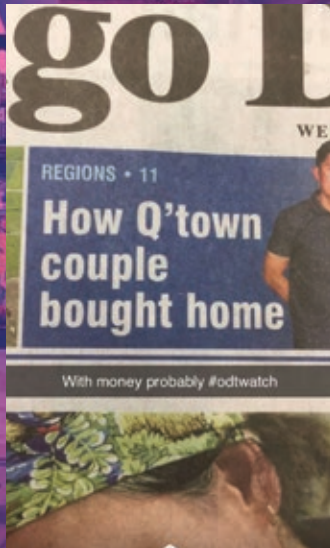 go
WE
REGIONS • 11
How Q'town
couple
bought home
With money probably #odtwatch